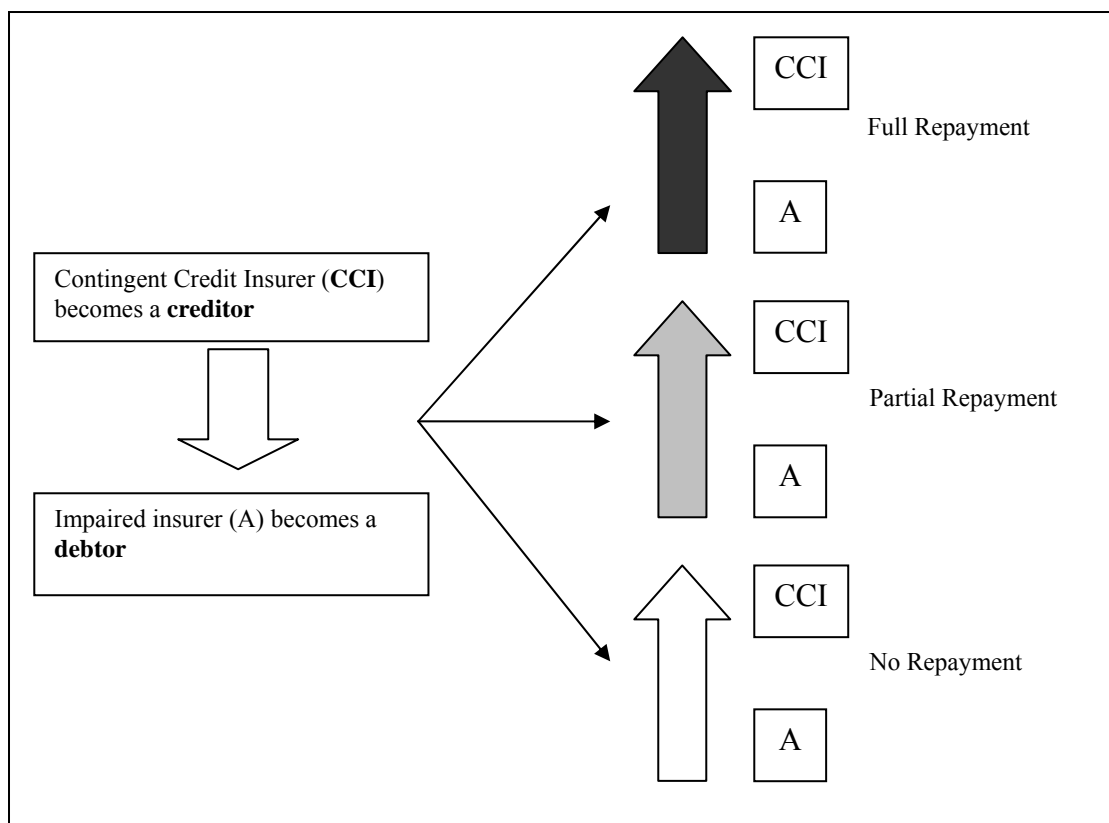 CCI
Full Repayment
A
Contingent Credit Insurer (CCI)
becomes a creditor
CCI
Partial Repayment
A
Impaired insurer (A) becomes a
debtor
CCI
No Repayment
A